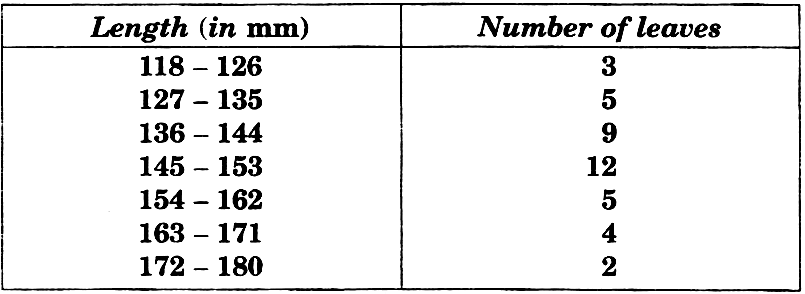 Length (in mm) Number of leaves
118 – 126 3
127 – 135 5
136 – 144 9
145 – 153 12
154 – 162 5
163 – 171 4
172 – 180 2